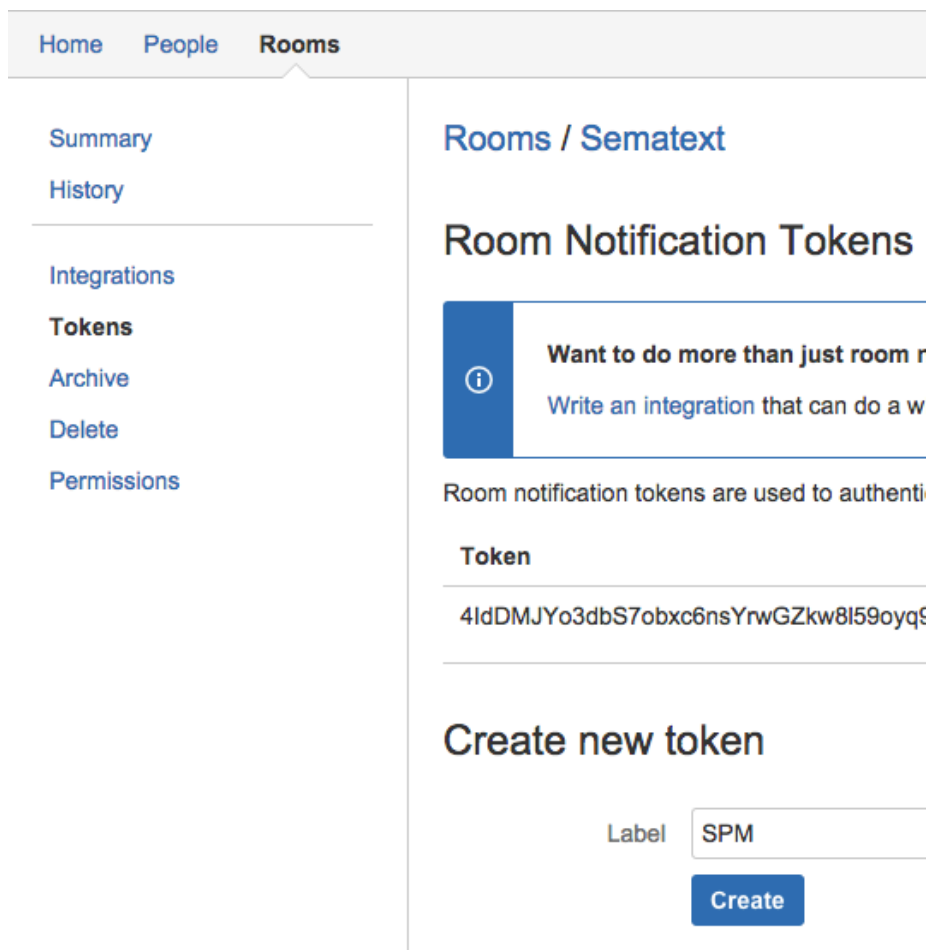 Home People Rooms
Summary
History
Integrations
Tokens
Archive
Delete
Permissions
Rooms / Sematext
Room Notification Tokens
Want to do more than just room
Write an integration that can do a w
Room notification tokens are used to authenti
Token
4IdDMJYo3dbS7obxc6nsYrwGZkw8I59oyq9
Create new token
Label SPM
Create